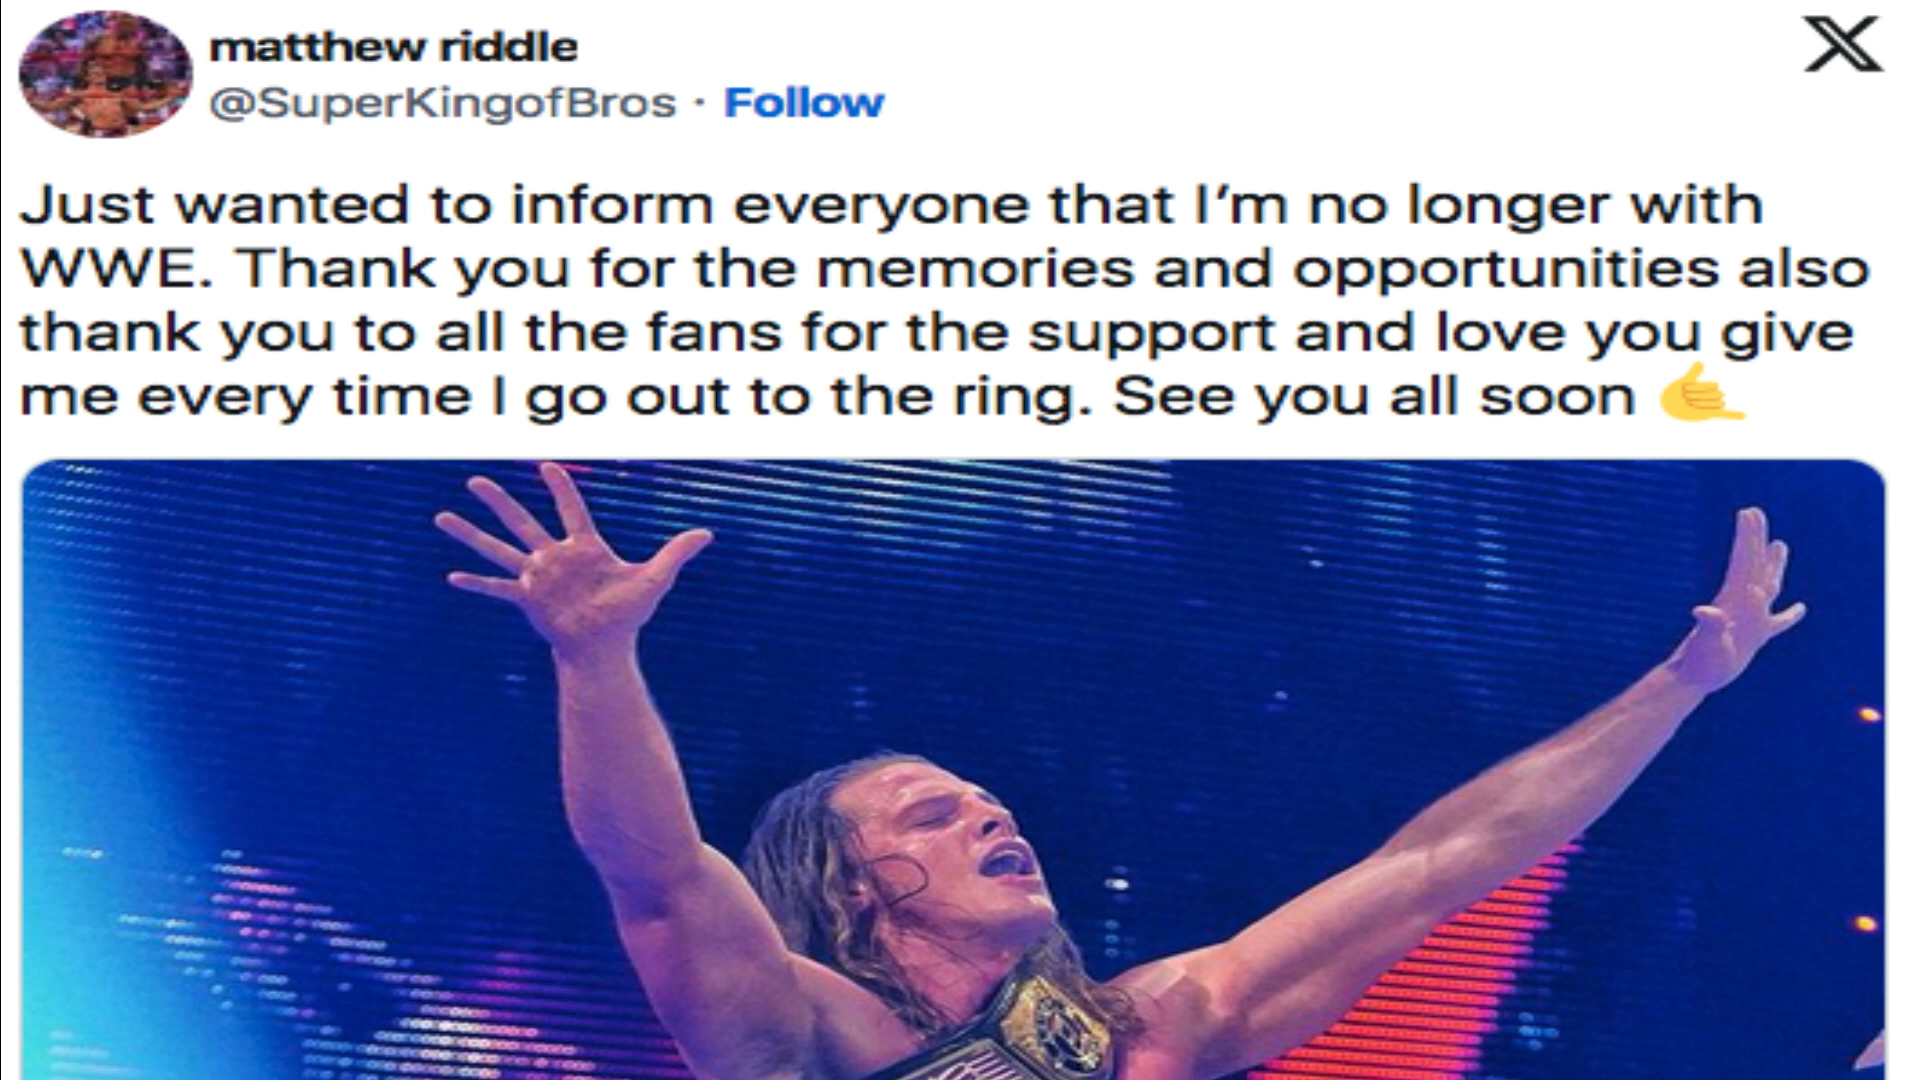 matthew riddle
@SuperKingofBros · Follow
Just wanted to inform everyone that I’m no longer with
WWE. Thank you for the memories and opportunities also
thank you to all the fans for the support and love you give
me every time I go out to the ring. See you all soon 🤙